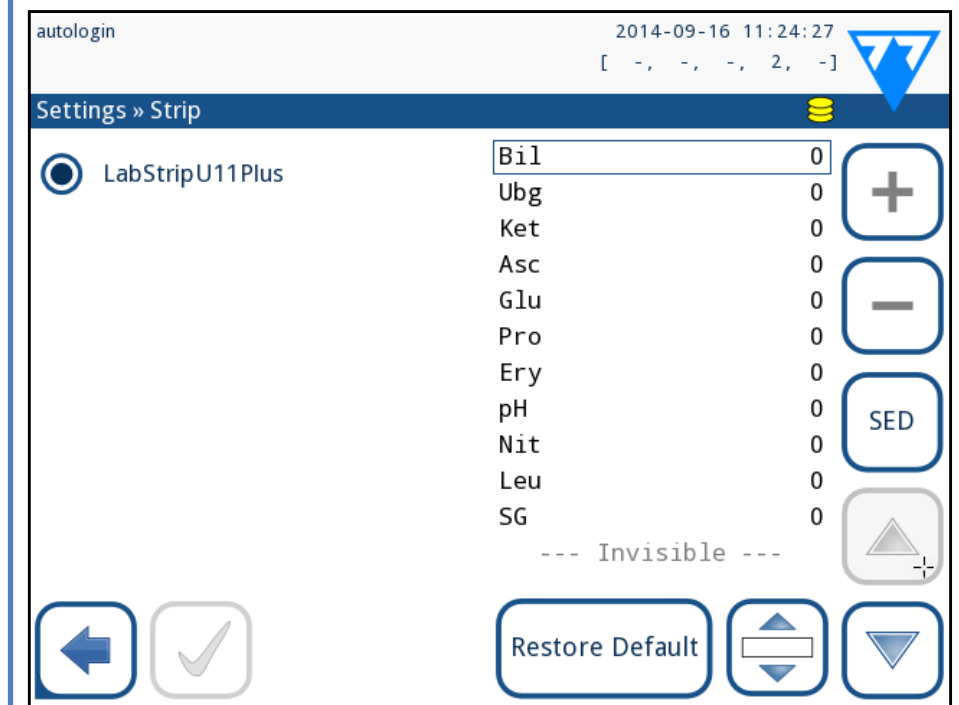 autologin
2014-09-16 11:24:27
[ -, -, -, 2, -]
Settings » Strip
LabStripU11Plus
Bil 0
Ubg 0
Ket 0
Asc 0
Glu 0
Pro 0
Ery 0
pH 0
Nit 0
Leu 0
SG 0
--- Invisible ---
+
−
SED
Restore Default